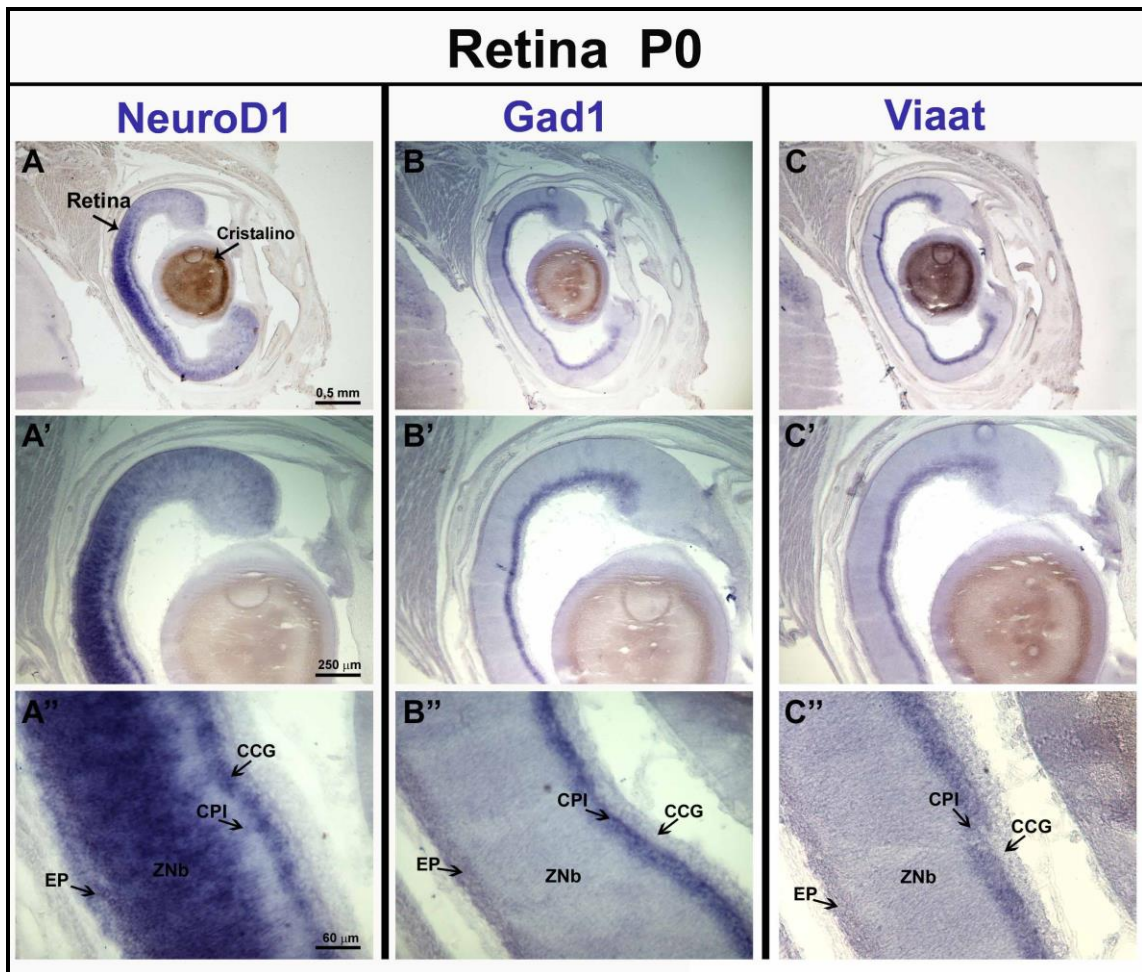 Retina P0
NeuroD1
Gad1
Viaat
A
Retina
Cristalino
0,5 mm
B
C
A’
250 µm
B’
C’
A’’
CCG
CPI
ZNb
EP
60 µm
B’’
CPI
CCG
ZNb
EP
C’’
CPI
CCG
ZNb
EP